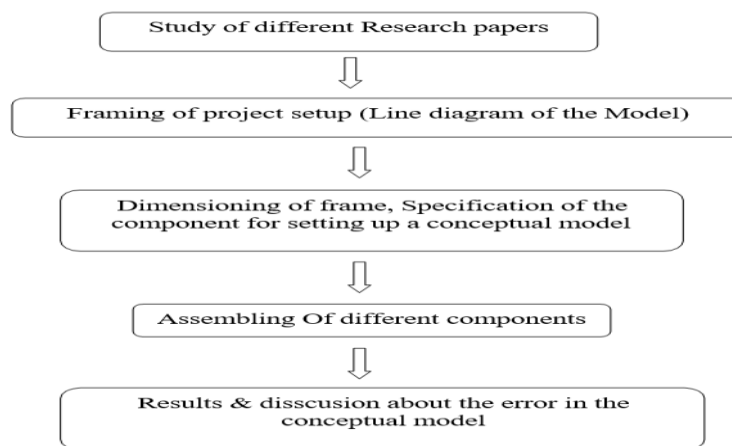 Study of different Research papers
Framing of project setup (Line diagram of the Model)
Dimensioning of frame, Specification of the
component for setting up a conceptual model
Assembling Of different components
Results & disscusion about the error in the
conceptual model